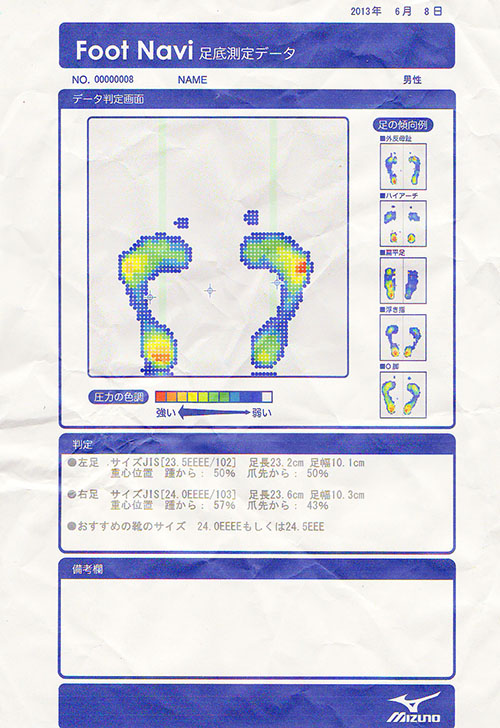 2013年 6月 8日
Foot Navi 足底測定データ
NO. 00000008 NAME 男性
データ判定画面
足の傾向例
■外反母趾
■ハイアーチ
■扁平足
■浮き指
■O脚
圧力の色調
強い 弱い
判定
●左足 サイズJIS[23.5EEEE/102] 足長23.2cm 足幅10.1cm
重心位置 踵から: 50% 爪先から: 50%
●右足 サイズJIS[24.0EEEE/103] 足長23.6cm 足幅10.3cm
重心位置 踵から: 57% 爪先から: 43%
●おすすめの靴のサイズ 24.0EEEEもしくは24.5EEE
備考欄
MIZUNO